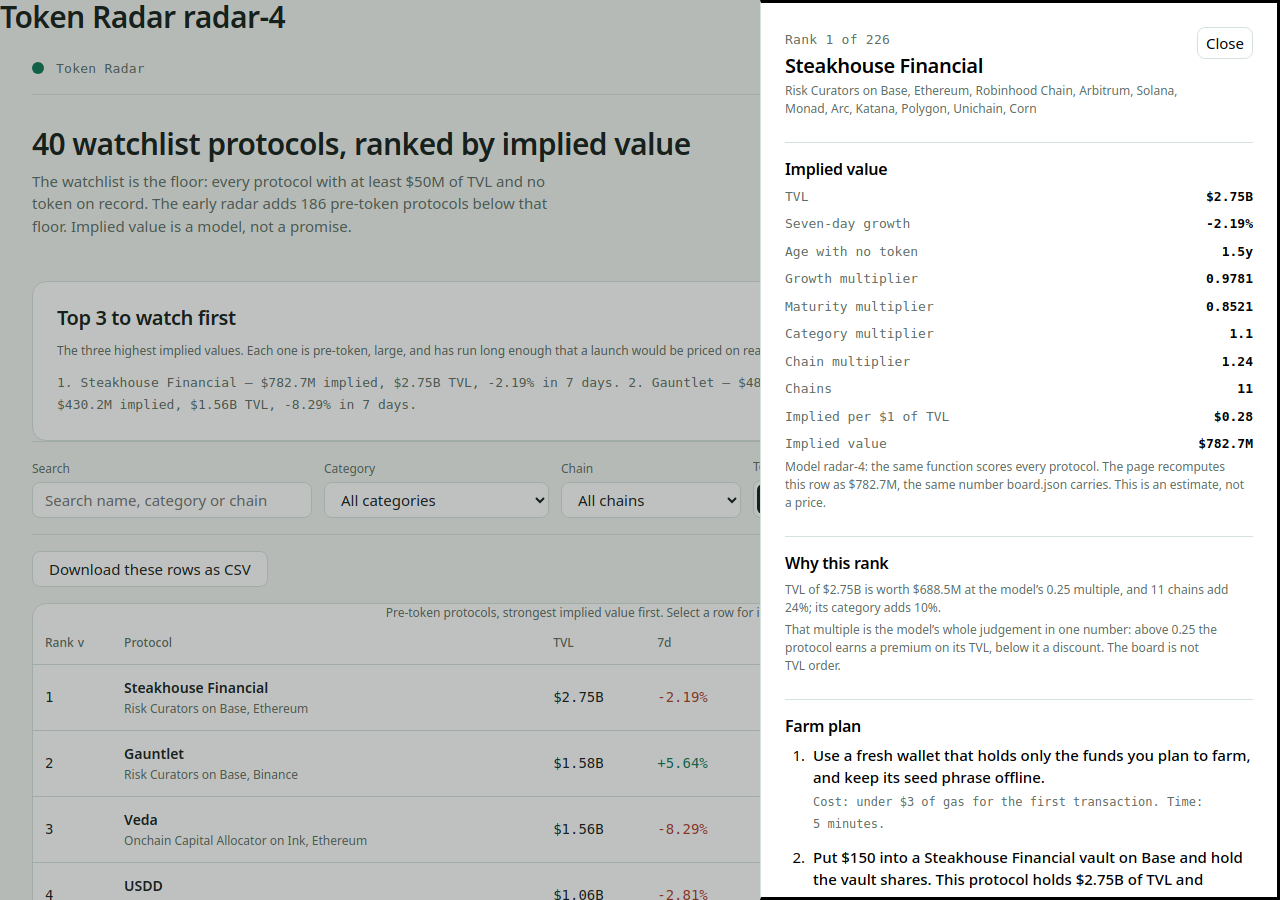 Token Radar radar-4
Token Radar
40 watchlist protocols, ranked by implied value
The watchlist is the floor: every protocol with at least $50M of TVL and no
token on record. The early radar adds 186 pre-token protocols below that
floor. Implied value is a model, not a promise.
Top 3 to watch first
The three highest implied values. Each one is pre-token, large, and has run long enough that a launch would be priced on rea
1. Steakhouse Financial — $782.7M implied, $2.75B TVL, -2.19% in 7 days. 2. Gauntlet — $48
$430.2M implied, $1.56B TVL, -8.29% in 7 days.
Search
Category
Chain
Search name, category or chain
All categories
All chains
Download these rows as CSV
Pre-token protocols, strongest implied value first. Select a row for i
Rank v
Protocol
TVL
7d
1
Steakhouse Financial
Risk Curators on Base, Ethereum
$2.75B
-2.19%
2
Gauntlet
Risk Curators on Base, Binance
$1.58B
+5.64%
3
Veda
Onchain Capital Allocator on Ink, Ethereum
$1.56B
-8.29%
4
USDD
$1.06B
-2.81%
Rank 1 of 226
Close
Steakhouse Financial
Risk Curators on Base, Ethereum, Robinhood Chain, Arbitrum, Solana,
Monad, Arc, Katana, Polygon, Unichain, Corn
Implied value
TVL $2.75B
Seven-day growth -2.19%
Age with no token 1.5y
Growth multiplier 0.9781
Maturity multiplier 0.8521
Category multiplier 1.1
Chain multiplier 1.24
Chains 11
Implied per $1 of TVL $0.28
Implied value $782.7M
Model radar-4: the same function scores every protocol. The page recomputes
this row as $782.7M, the same number board.json carries. This is an estimate, not
a price.
Why this rank
TVL of $2.75B is worth $688.5M at the model’s 0.25 multiple, and 11 chains add
24%; its category adds 10%.
That multiple is the model’s whole judgement in one number: above 0.25 the
protocol earns a premium on its TVL, below it a discount. The board is not
TVL order.
Farm plan
1. Use a fresh wallet that holds only the funds you plan to farm,
and keep its seed phrase offline.
Cost: under $3 of gas for the first transaction. Time:
5 minutes.
2. Put $150 into a Steakhouse Financial vault on Base and hold
the vault shares. This protocol holds $2.75B of TVL and